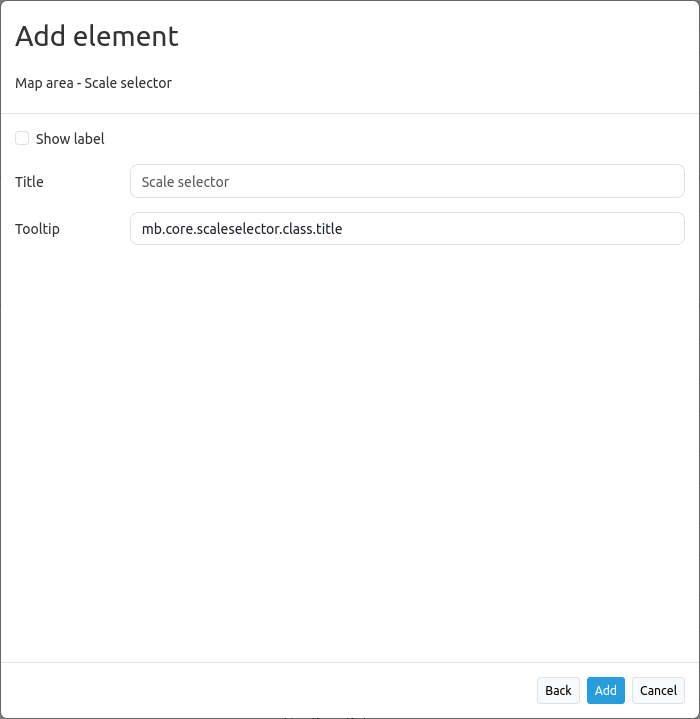 Add element
Map area - Scale selector
Show label
Title
Scale selector
Tooltip
mb.core.scaleselector.class.title
Back
Add
Cancel